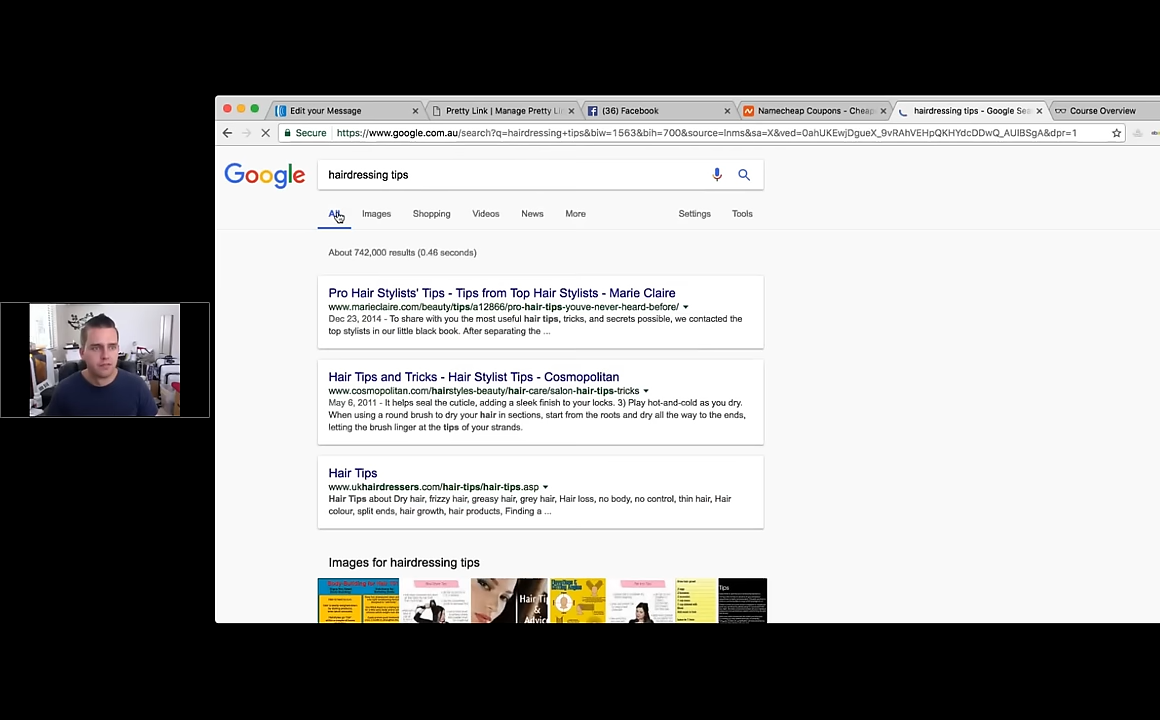 Edit your Message
Pretty Link | Manage Pretty Lin
(36) Facebook
Namecheap Coupons - Cheap
hairdressing tips - Google Sea
Course Overview
Secure
https://www.google.com.au/search?q=hairdressing+tips&biw=1563&bih=700&source=lnms&sa=X&ved=0ahUKEwjDgueX_9vRAhVEHpQKHYdcDDwQ_AUIBSgA&dpr=1
Google
hairdressing tips
All Images Shopping Videos News More Settings Tools
About 742,000 results (0.46 seconds)
Pro Hair Stylists' Tips - Tips from Top Hair Stylists - Marie Claire
www.marieclaire.com/beauty/tips/a12866/pro-hair-tips-youve-never-heard-before/
Dec 23, 2014 - To share with you the most useful hair tips, tricks, and secrets possible, we contacted the
top stylists in our little black book. After separating the ...
Hair Tips and Tricks - Hair Stylist Tips - Cosmopolitan
www.cosmopolitan.com/hairstyles-beauty/hair-care/salon-hair-tips-tricks
May 6, 2011 - It helps seal the cuticle, adding a sleek finish to your locks. 3) Play hot-and-cold as you dry.
When using a round brush to dry your hair in sections, start from the roots and dry all the way to the ends,
letting the brush linger at the tips of your strands.
Hair Tips
www.ukhairdressers.com/hair-tips/hair-tips.asp
Hair Tips about Dry hair, frizzy hair, greasy hair, grey hair, Hair loss, no body, no control, thin hair, Hair
colour, split ends, hair growth, hair products, Finding a ...
Images for hairdressing tips